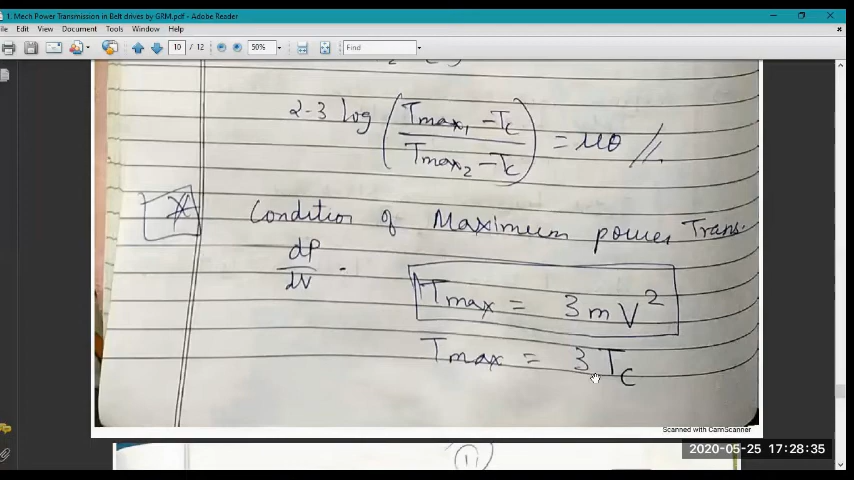 1. Mech Power Transmission in Belt drives by GRM.pdf - Adobe Reader
ile Edit View Document Tools Window Help
10 / 12 50% Find
2.3 log (Tmax₁ - Tc / Tmax₂ - Tc) = μθ //
Condition of Maximum power Trans.
dP/dV .
Tmax = 3mV²
Tmax = 3Tc
Scanned with CamScanner
2020-05-25 17:28:35
11